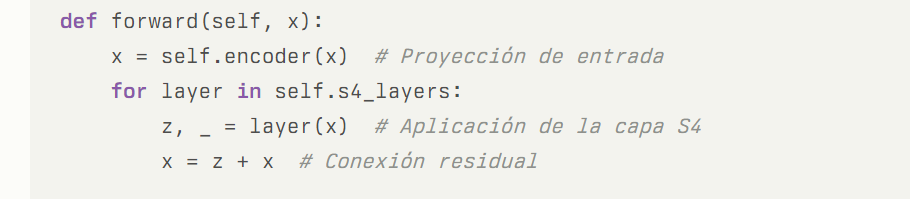 def forward(self, x):
x = self.encoder(x)  # Proyección de entrada
for layer in self.s4_layers:
z, _ = layer(x)  # Aplicación de la capa S4
x = z + x  # Conexión residual